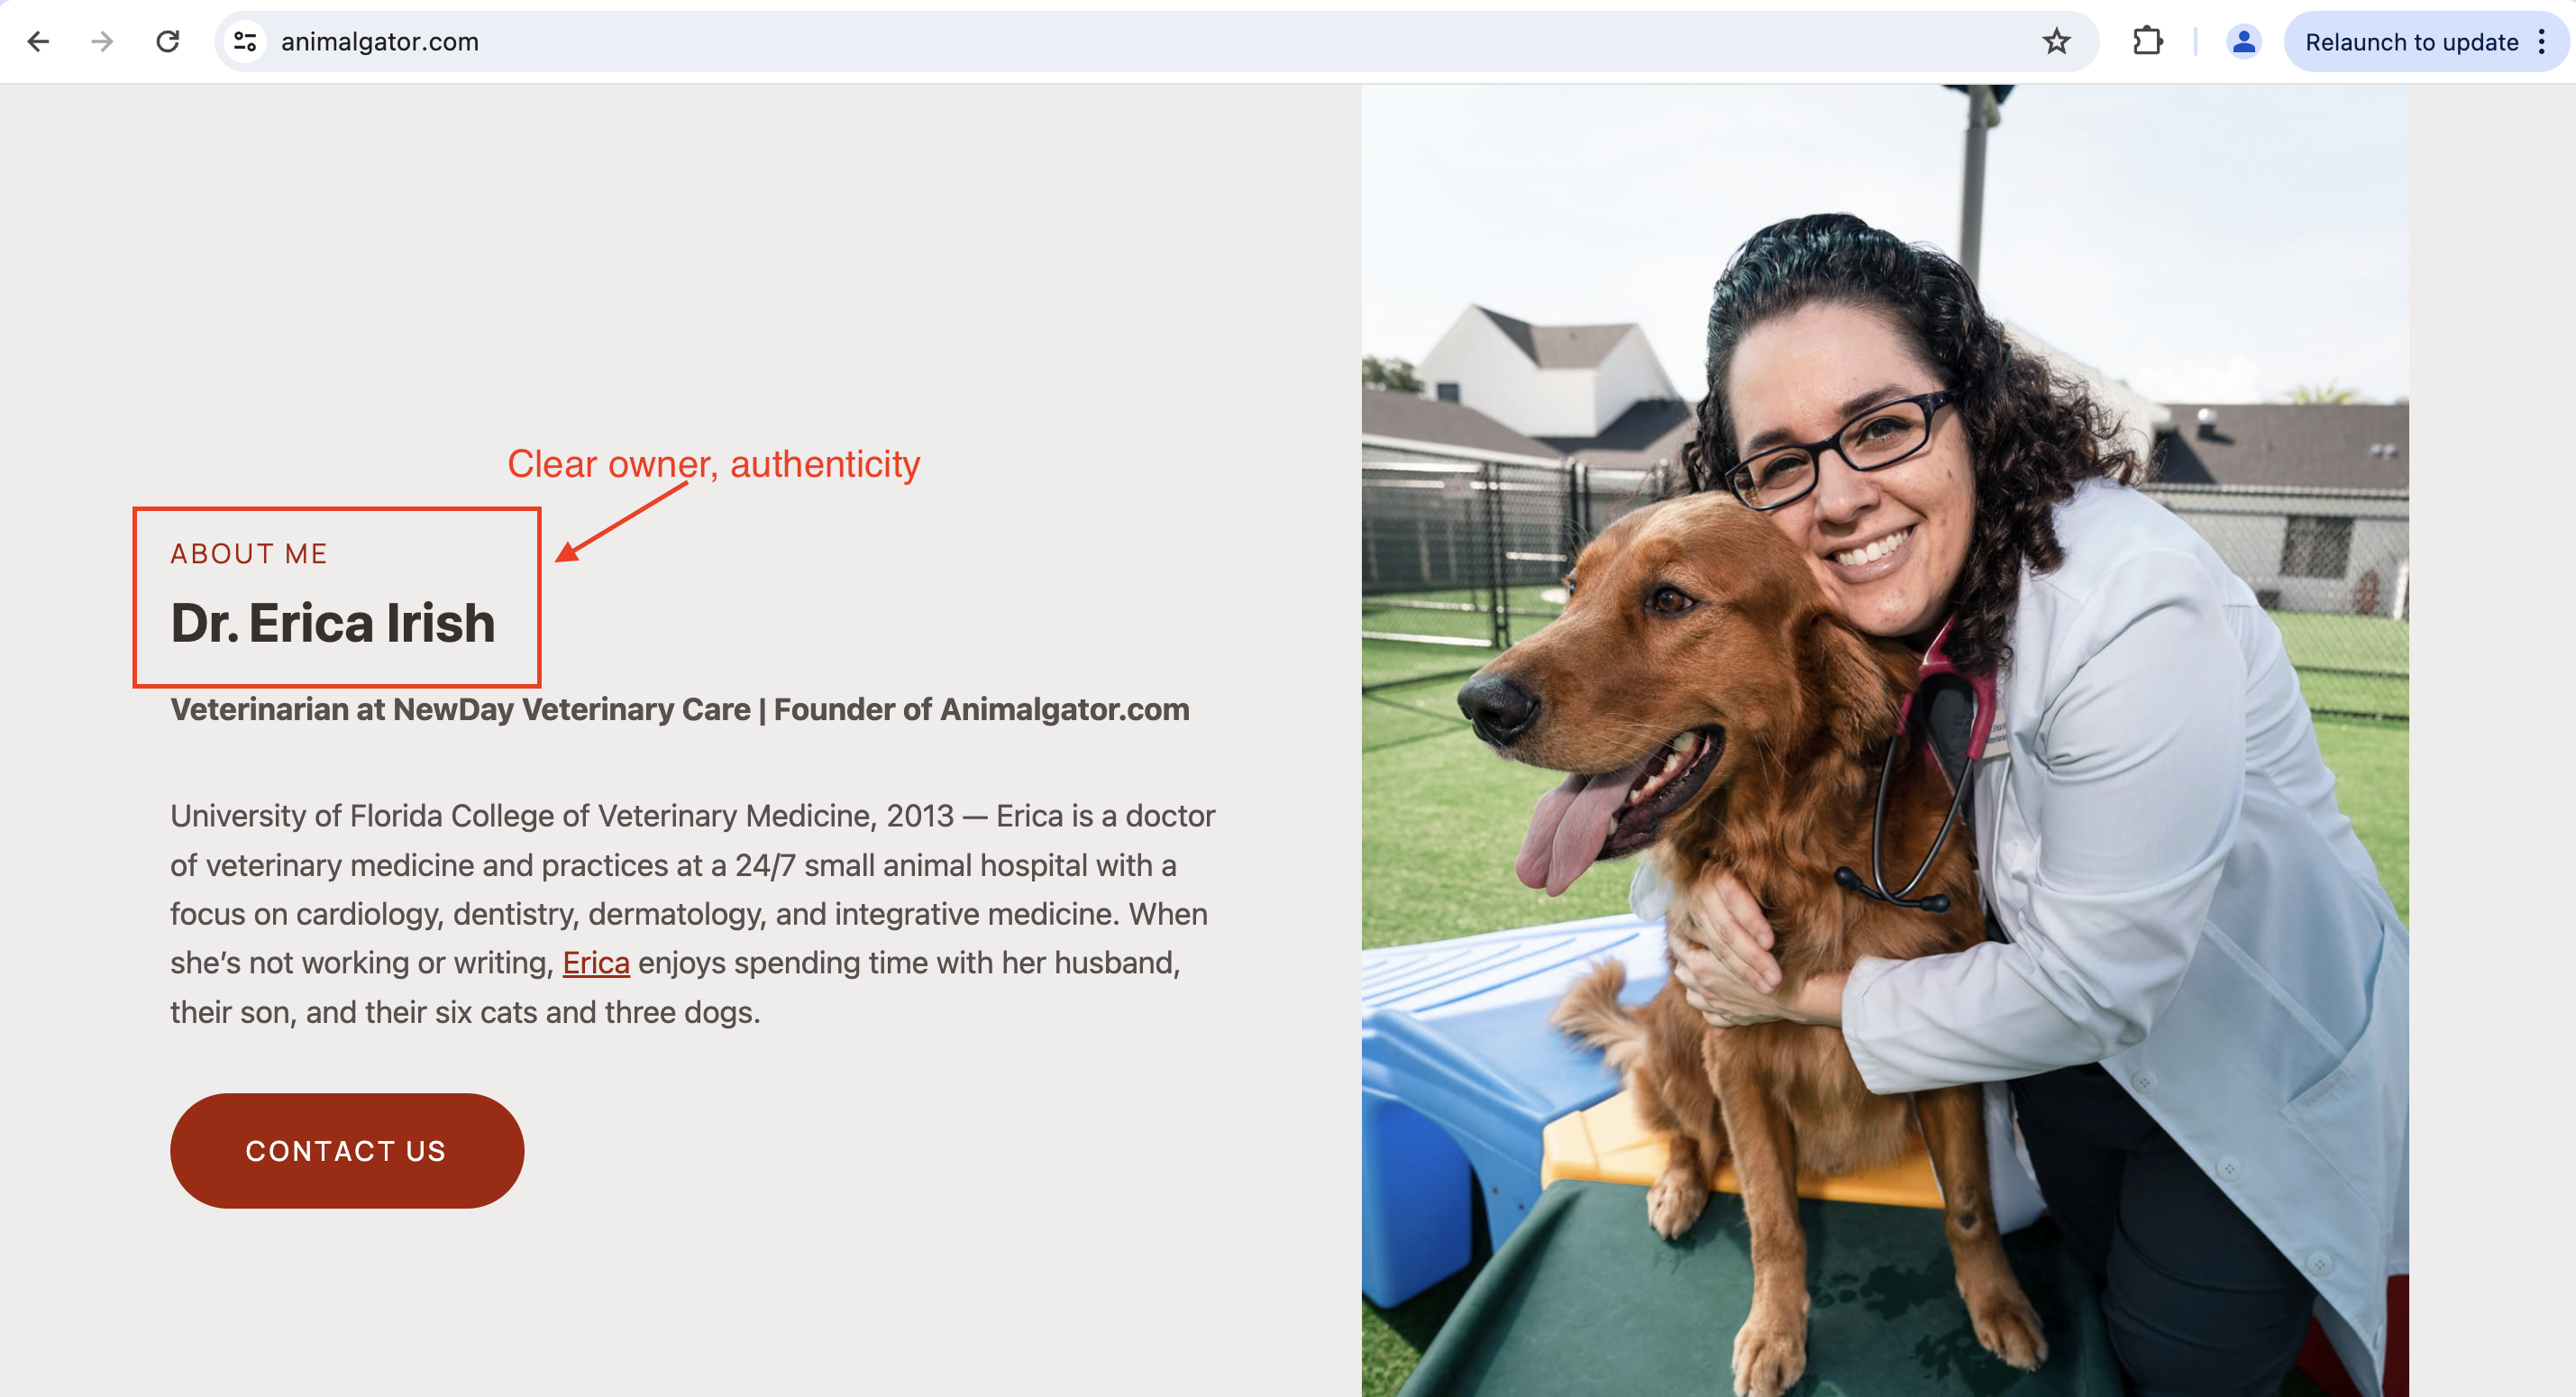 animalgator.com
Relaunch to update
Clear owner, authenticity
ABOUT ME
Dr. Erica Irish
Veterinarian at NewDay Veterinary Care | Founder of Animalgator.com
University of Florida College of Veterinary Medicine, 2013 — Erica is a doctor
of veterinary medicine and practices at a 24/7 small animal hospital with a
focus on cardiology, dentistry, dermatology, and integrative medicine. When
she’s not working or writing, Erica enjoys spending time with her husband,
their son, and their six cats and three dogs.
CONTACT US